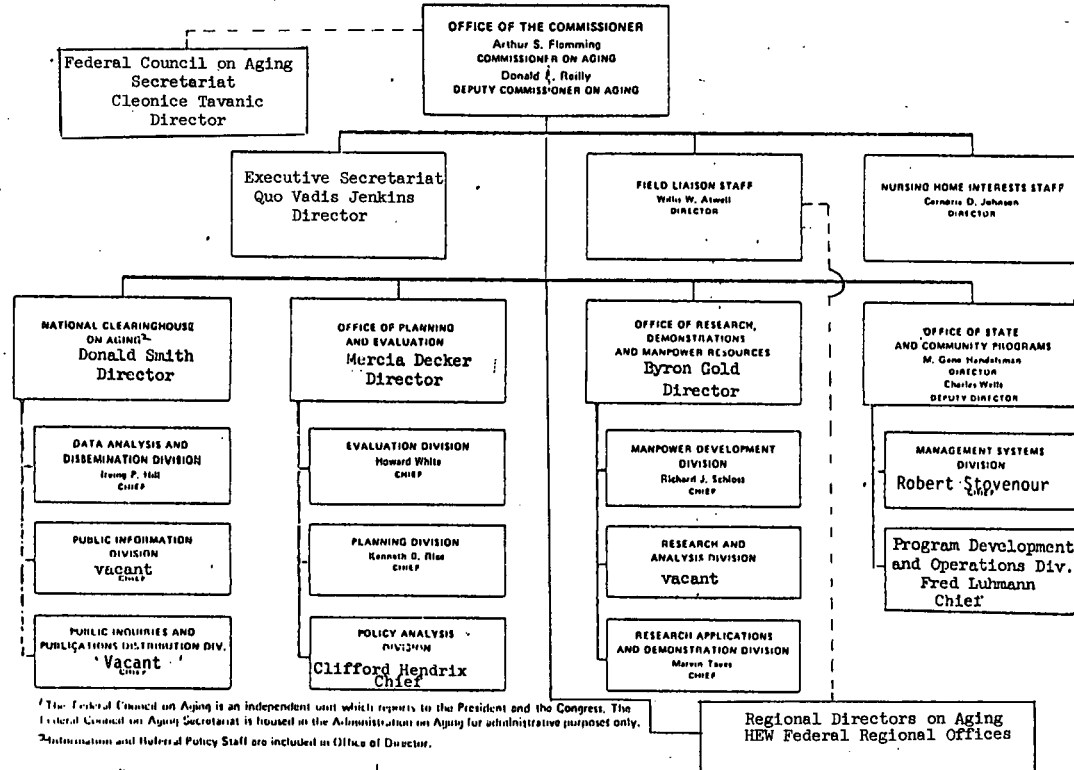 OFFICE OF THE COMMISSIONER
Arthur S. Flemming
COMMISSIONER ON AGING
Donald F. Reilly
DEPUTY COMMISSIONER ON AGING
Federal Council on Aging
Secretariat
Cleonice Tavanic
Director
Executive Secretariat
Quo Vadis Jenkins
Director
FIELD LIAISON STAFF
Willis W. Atwell
DIRECTOR
NURSING HOME INTERESTS STAFF
D. Johnson
DIRECTOR
NATIONAL CLEARINGHOUSE
ON AGING2
Donald Smith
Director
OFFICE OF PLANNING
AND EVALUATION
Mercia Decker
Director
OFFICE OF RESEARCH,
DEMONSTRATIONS
AND MANPOWER RESOURCES
Byron Gold
Director
OFFICE OF STATE
AND COMMUNITY PROGRAMS
M. Gene Handelsman
DIRECTOR
Charles Wells
DEPUTY DIRECTOR
DATA ANALYSIS AND
DISSEMINATION DIVISION
Irving P. Hill
CHIEF
EVALUATION DIVISION
Howard White
CHIEF
MANPOWER DEVELOPMENT
DIVISION
Richard J. Schloss
CHIEF
MANAGEMENT SYSTEMS
DIVISION
Robert Stovenour
CHIEF
PUBLIC INFORMATION
DIVISION
vacant
CHIEF
PLANNING DIVISION
Kenneth
CHIEF
RESEARCH AND
ANALYSIS DIVISION
vacant
Program Development
and Operations Div.
Fred Luhmann
Chief
PUBLIC INQUIRIES AND
PUBLICATIONS DISTRIBUTION DIV.
Vacant
CHIEF
POLICY ANALYSIS
DIVISION
Clifford Hendrix
Chief
RESEARCH APPLICATIONS
AND DEMONSTRATION DIVISION
Marvin Taves
CHIEF
1The Federal Council on Aging is an independent unit which reports to the President and the Congress. The
Federal Council on Aging Secretariat is housed in the Administration on Aging for administrative purposes only.
2Information and Referral Policy Staff are included in Office of Director.
Regional Directors on Aging
HEW Federal Regional Offices